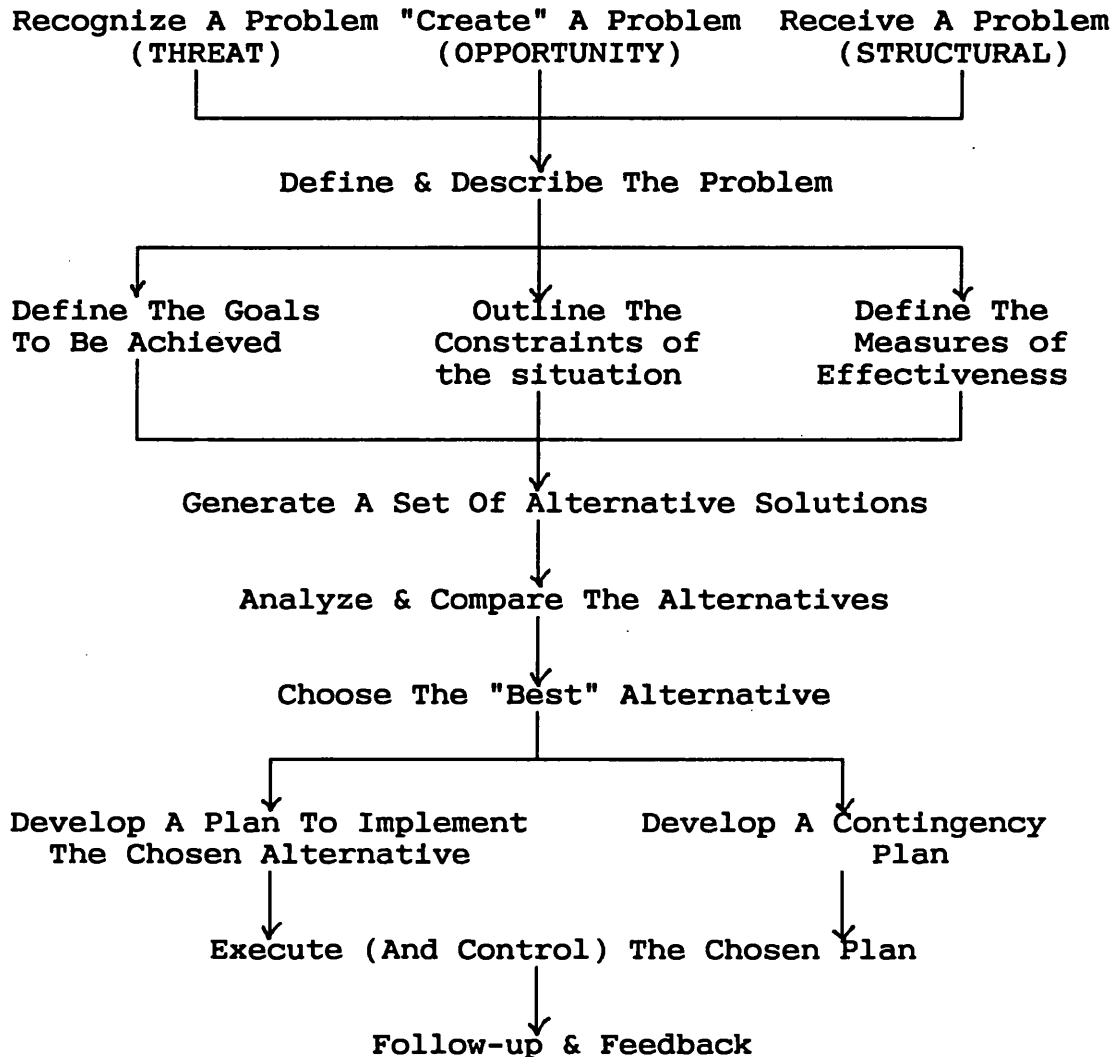 Recognize A Problem "Create" A Problem Receive A Problem
(THREAT) (OPPORTUNITY) (STRUCTURAL)
Define & Describe The Problem
Define The Goals Outline The Define The
To Be Achieved Constraints of Measures of
the situation Effectiveness
Generate A Set Of Alternative Solutions
Analyze & Compare The Alternatives
Choose The "Best" Alternative
Develop A Plan To Implement Develop A Contingency
The Chosen Alternative Plan
Execute (And Control) The Chosen Plan
Follow-up & Feedback